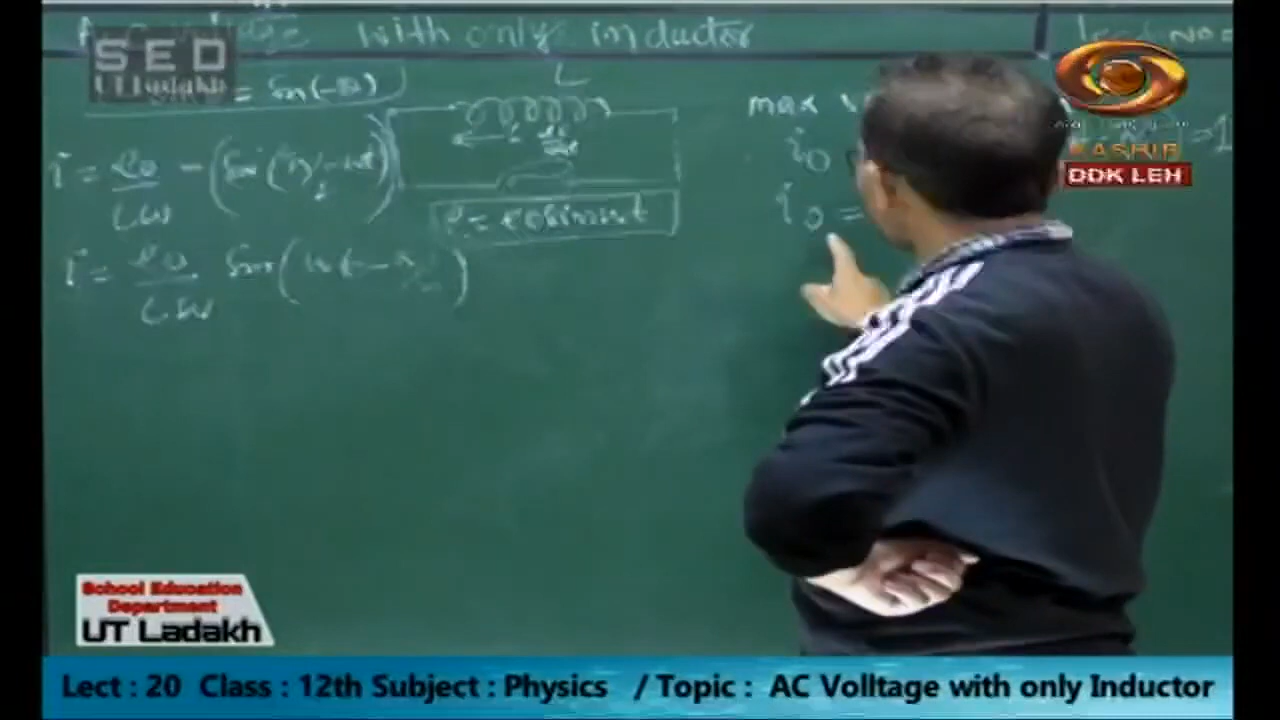 with only inductor
SED
UT Ladakh
= Sin(-θ)
L
max
i = e0 / LW - (Sin(π/2 - wt))
e = e0 sin wt
i0
i0 =
=1
KASHIR
DDK LEH
i = e0 / LW Sin(wt - π/2)
School Education
Department
UT Ladakh
Lect : 20 Class : 12th Subject : Physics / Topic : AC Volltage with only Inductor